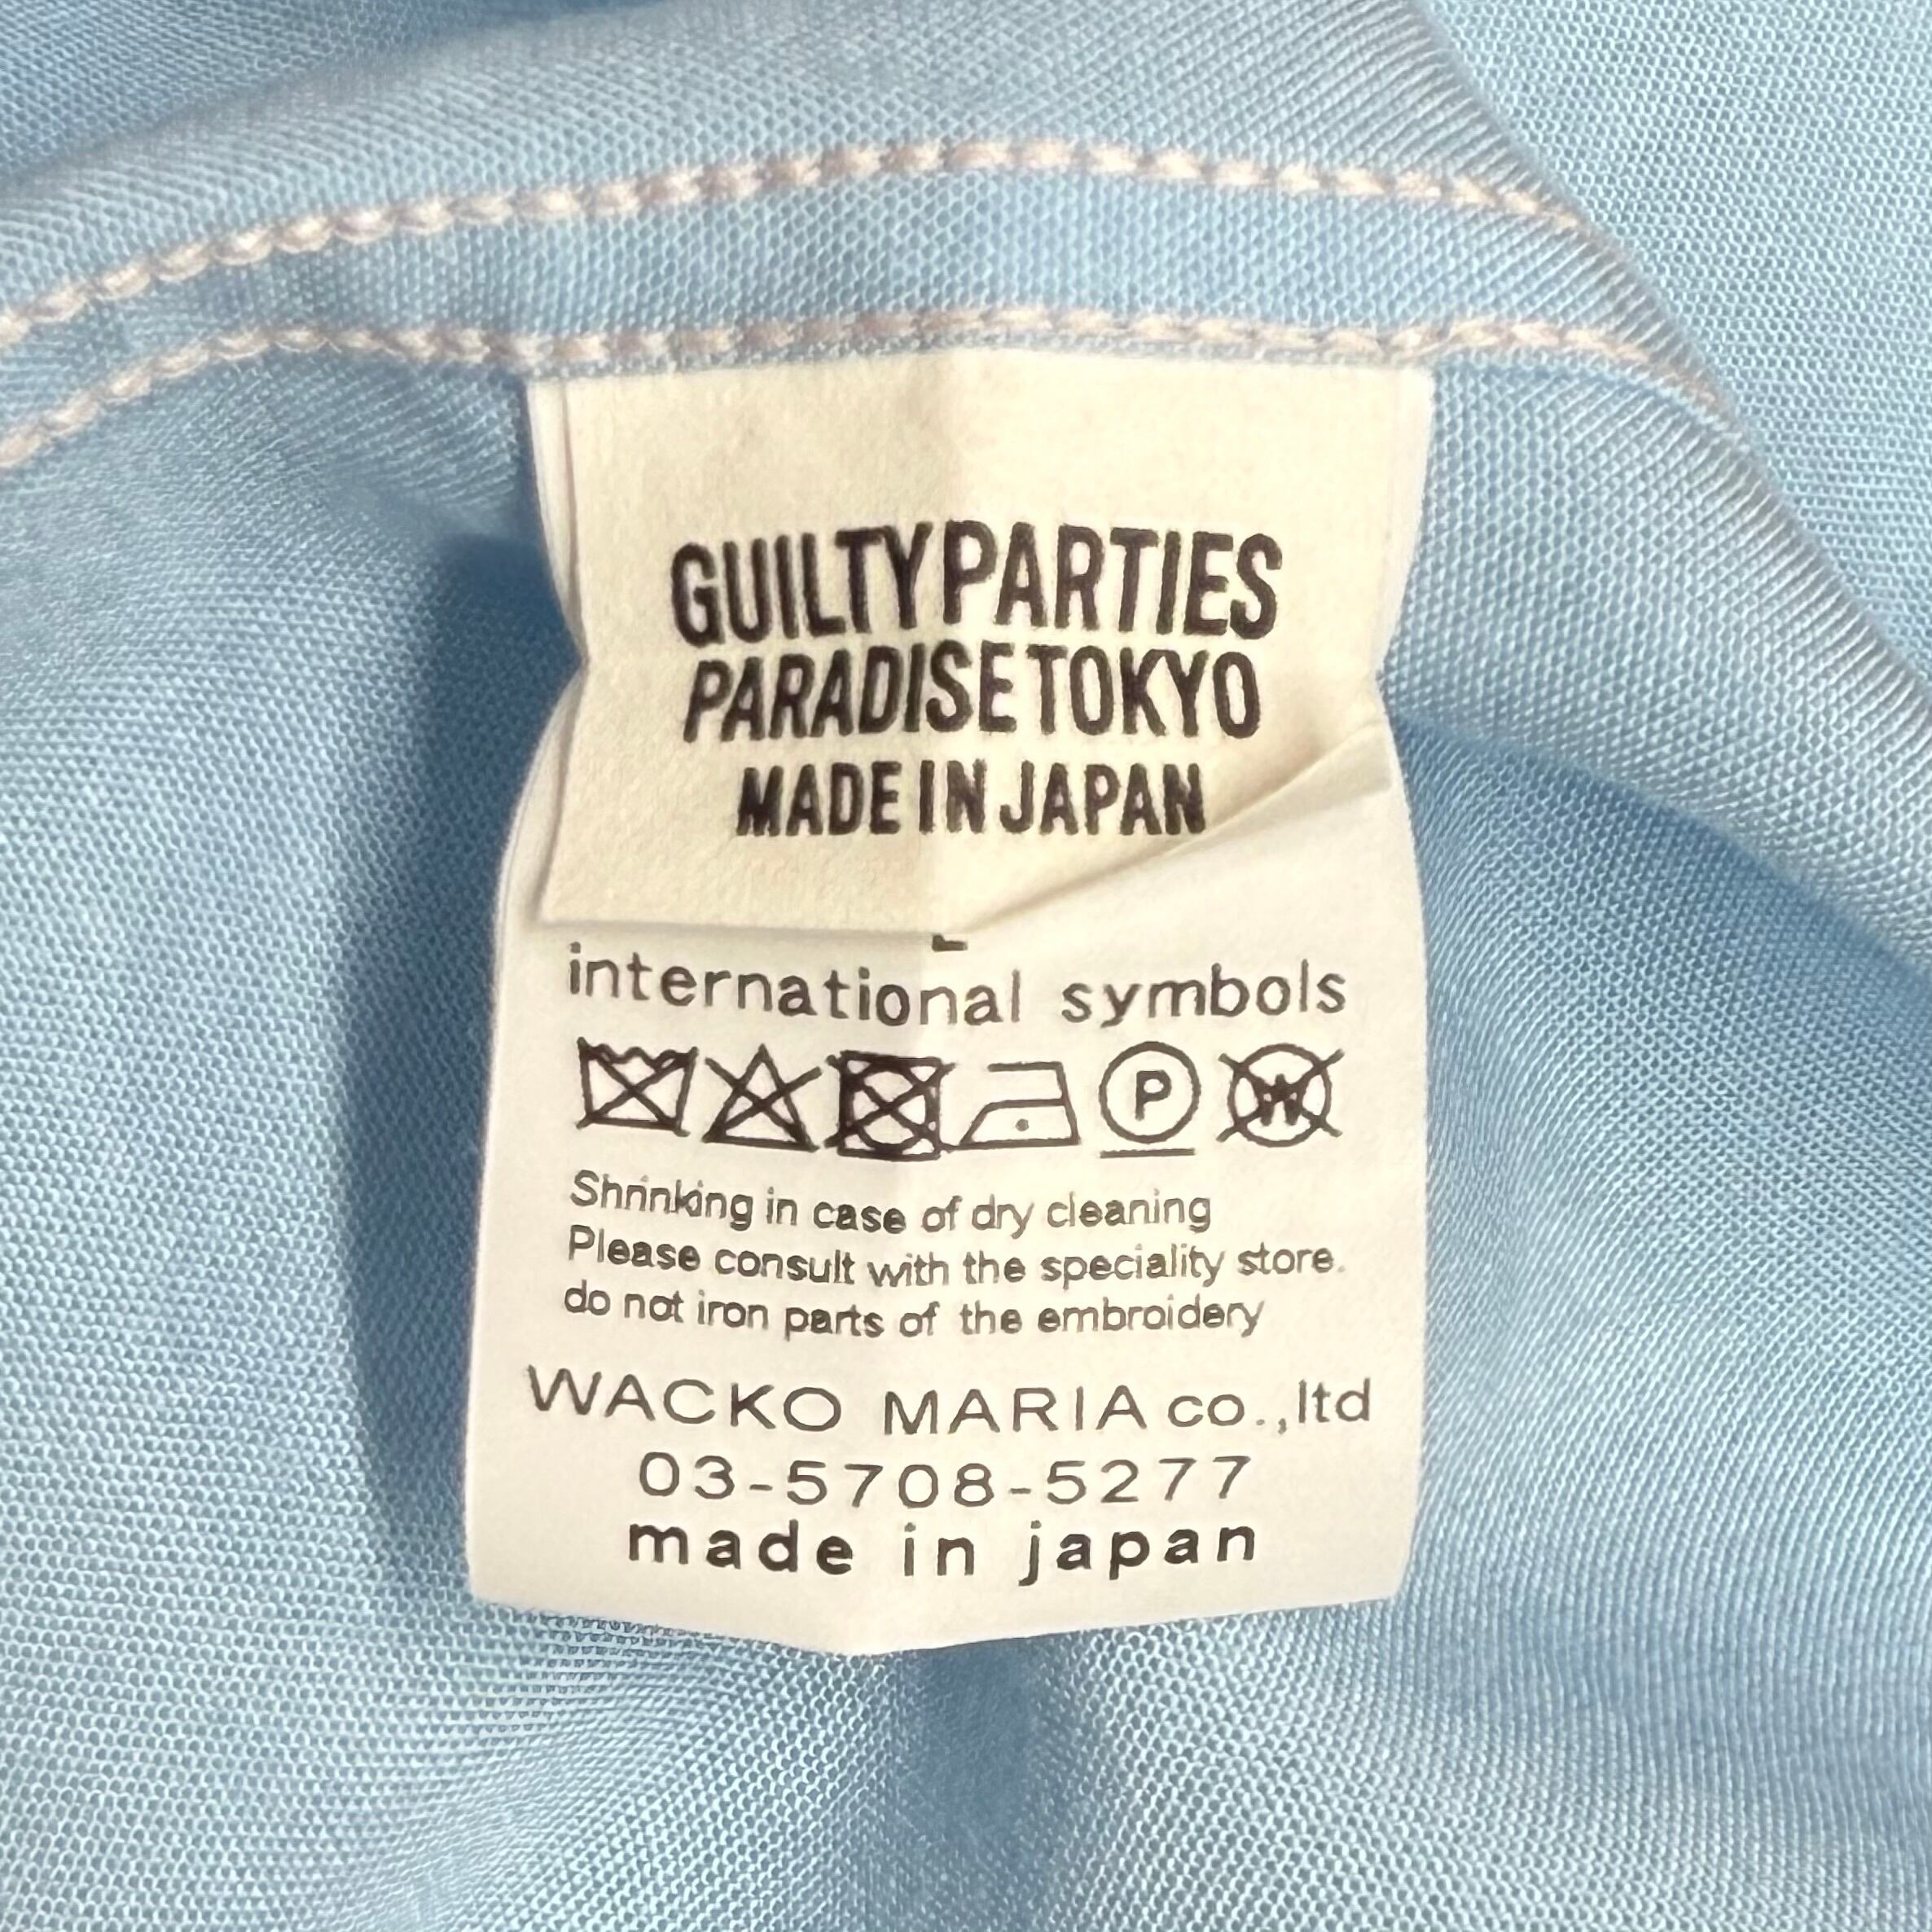 GUILTY PARTIES
PARADISE TOKYO
MADE IN JAPAN
international symbols
P W
Shrinking in case of dry cleaning
Please consult with the speciality store.
do not iron parts of the embroidery
WACKO MARIA co.,ltd
03-5708-5277
made in japan